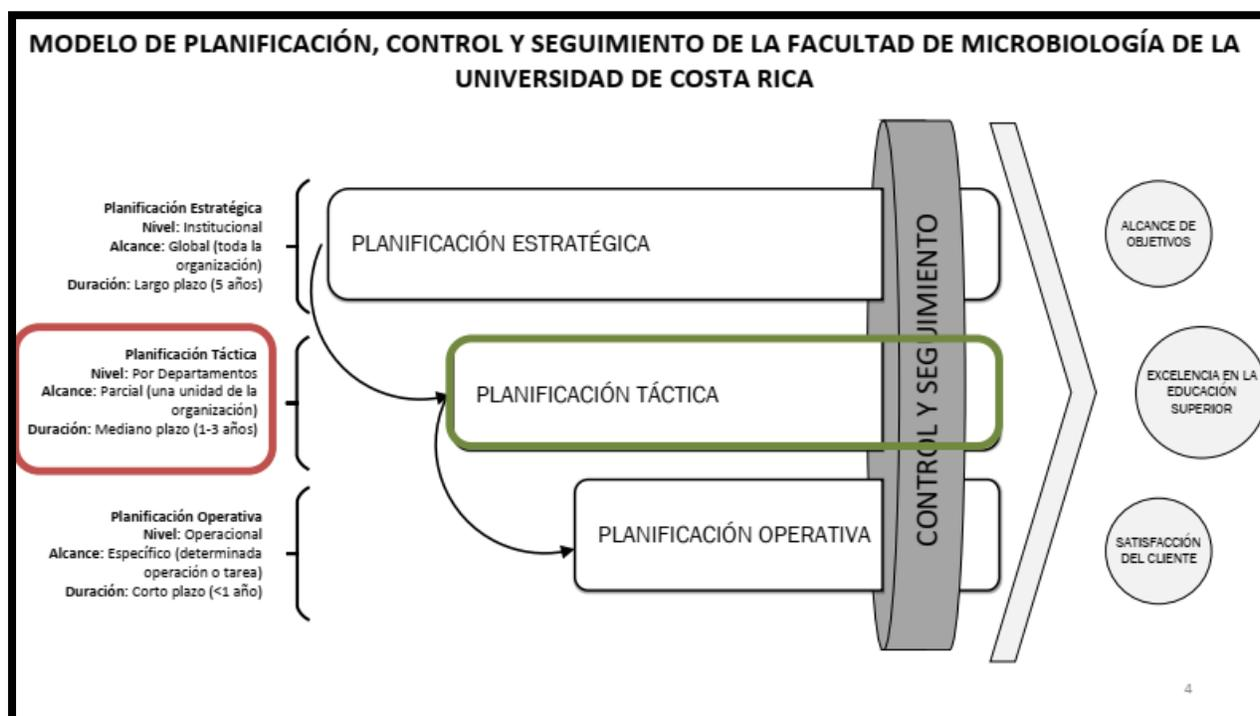 MODELO DE PLANIFICACIÓN, CONTROL Y SEGUIMIENTO DE LA FACULTAD DE MICROBIOLOGÍA DE LA
UNIVERSIDAD DE COSTA RICA
Planificación Estratégica
Nivel: Institucional
Alcance: Global (toda la
organización)
Duración: Largo plazo (5 años)
PLANIFICACIÓN ESTRATÉGICA
Planificación Táctica
Nivel: Por Departamentos
Alcance: Parcial (una unidad de la
organización)
Duración: Mediano plazo (1-3 años)
PLANIFICACIÓN TÁCTICA
Planificación Operativa
Nivel: Operacional
Alcance: Específico (determinada
operación o tarea)
Duración: Corto plazo (<1 año)
PLANIFICACIÓN OPERATIVA
CONTROL Y SEGUIMIENTO
ALCANCE DE
OBJETIVOS
EXCELENCIA EN LA
EDUCACIÓN
SUPERIOR
SATISFACCIÓN
DEL CLIENTE
4